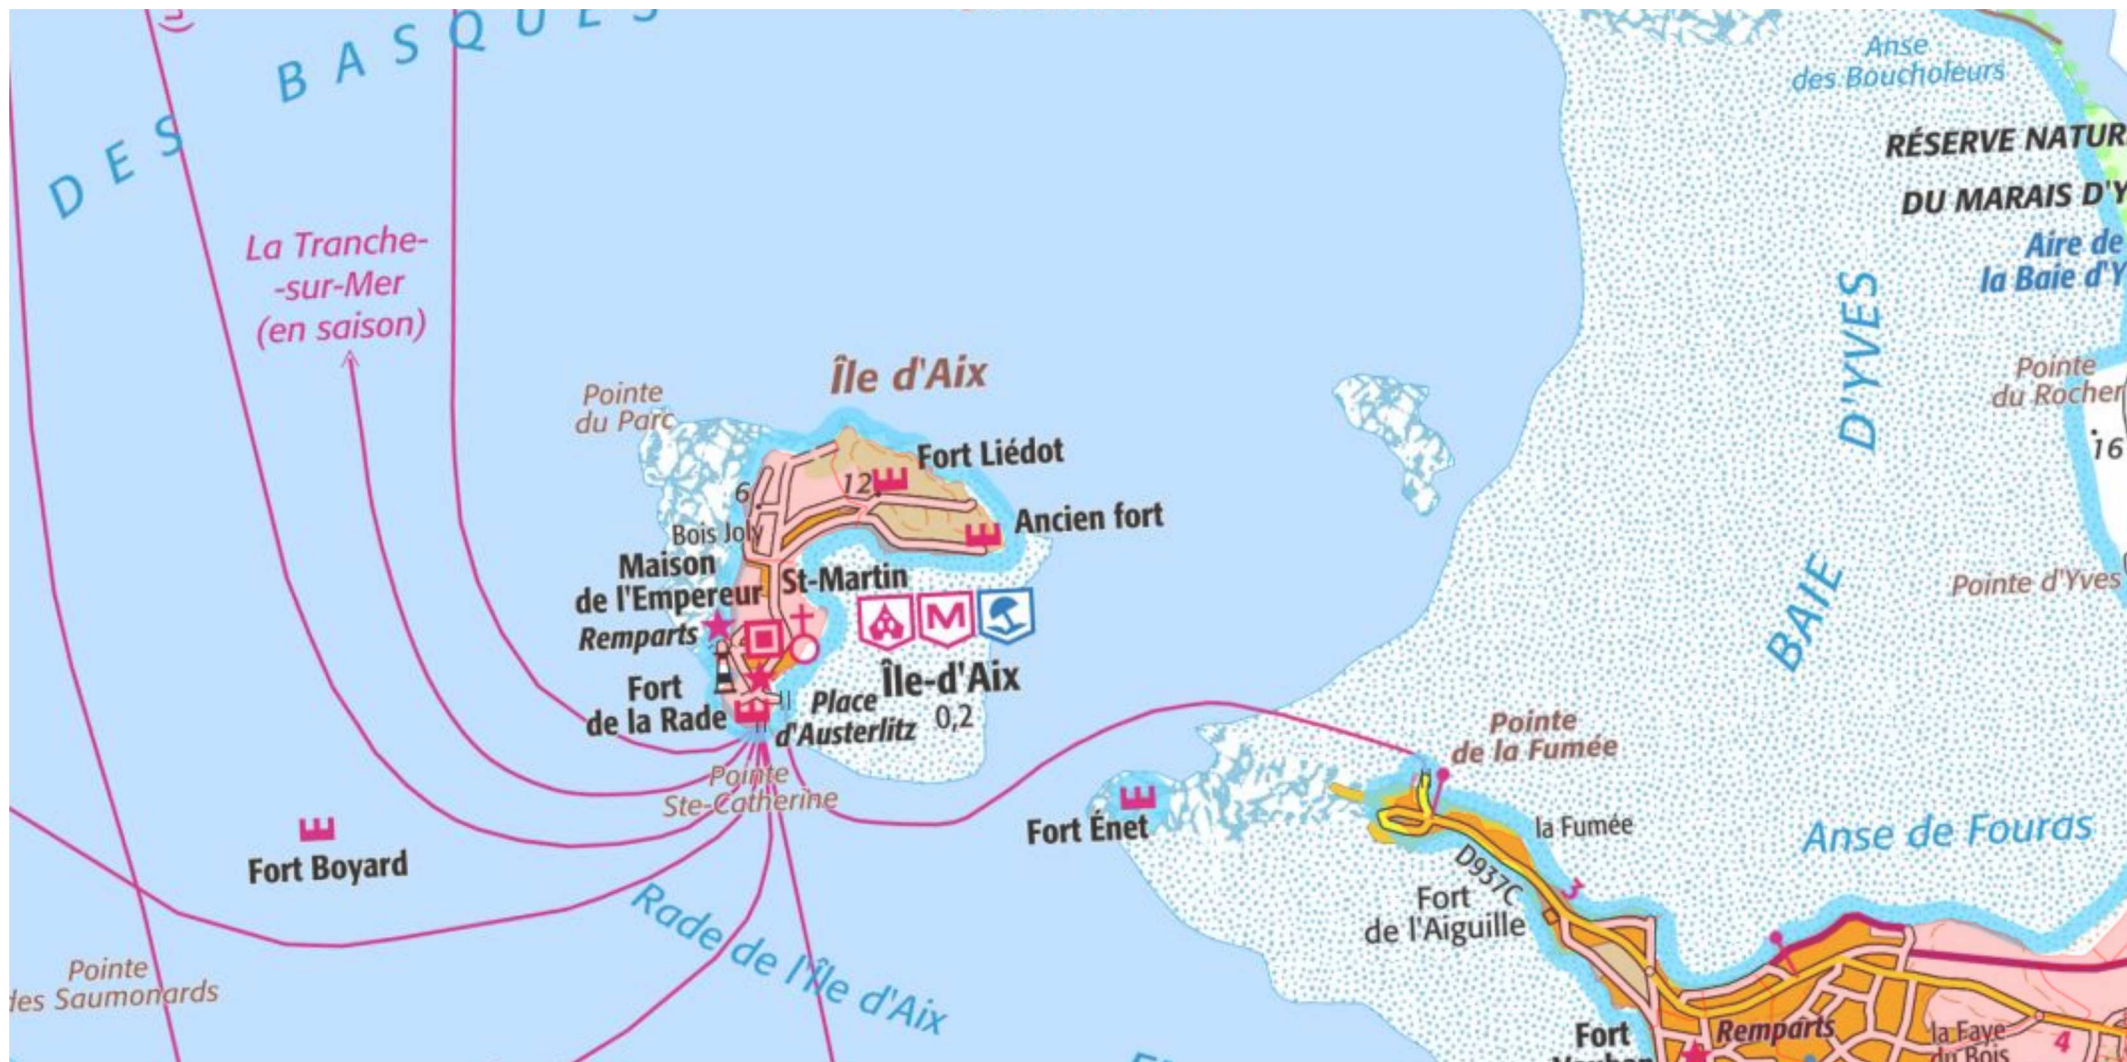 DES BASQUES
Anse
des Boucholeurs
RÉSERVE NATUR
DU MARAIS D'Y
Aire de
la Baie d'Y
La Tranche-
-sur-Mer
(en saison)
BAIE D'YVES
Pointe
du Rocher
16
Île d'Aix
Pointe
du Parc
Fort Liédot
12
6
Ancien fort
Bois Joly
Maison
de l'Empereur
St-Martin
Pointe d'Yves
Remparts
M
Île-d'Aix
0,2
Fort
de la Rade
Place
d'Austerlitz
Pointe
de la Fumée
Pointe
Ste-Catherine
Fort Énet
la Fumée
Anse de Fouras
Fort Boyard
D937C
3
Fort
de l'Aiguille
Rade de l'Île d'Aix
Pointe
des Saumonards
Fort
Vauban
Remparts
la Faye
du Bois
4